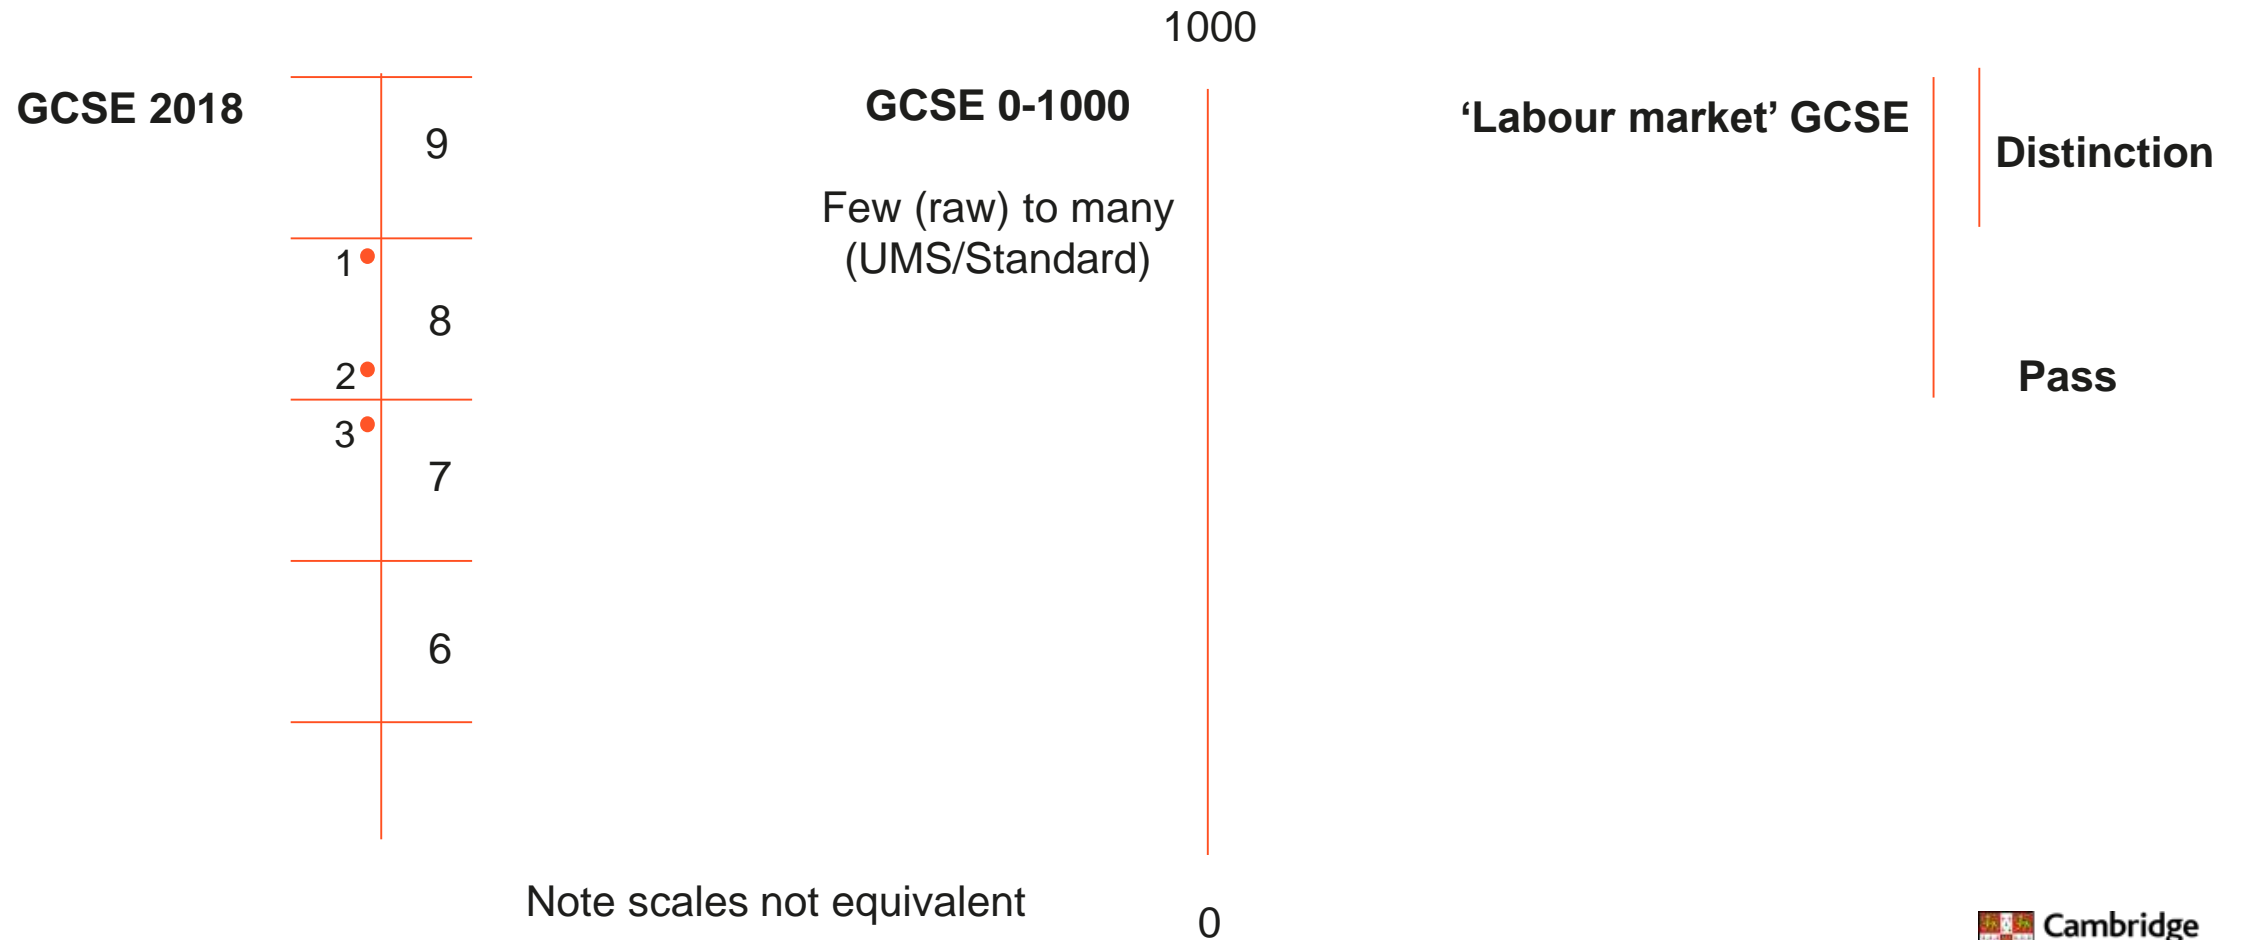 1000
GCSE 2018
9
1
8
2
3
7
6
GCSE 0-1000
Few (raw) to many
(UMS/Standard)
‘Labour market’ GCSE
Distinction
Pass
Note scales not equivalent
0
Cambridge